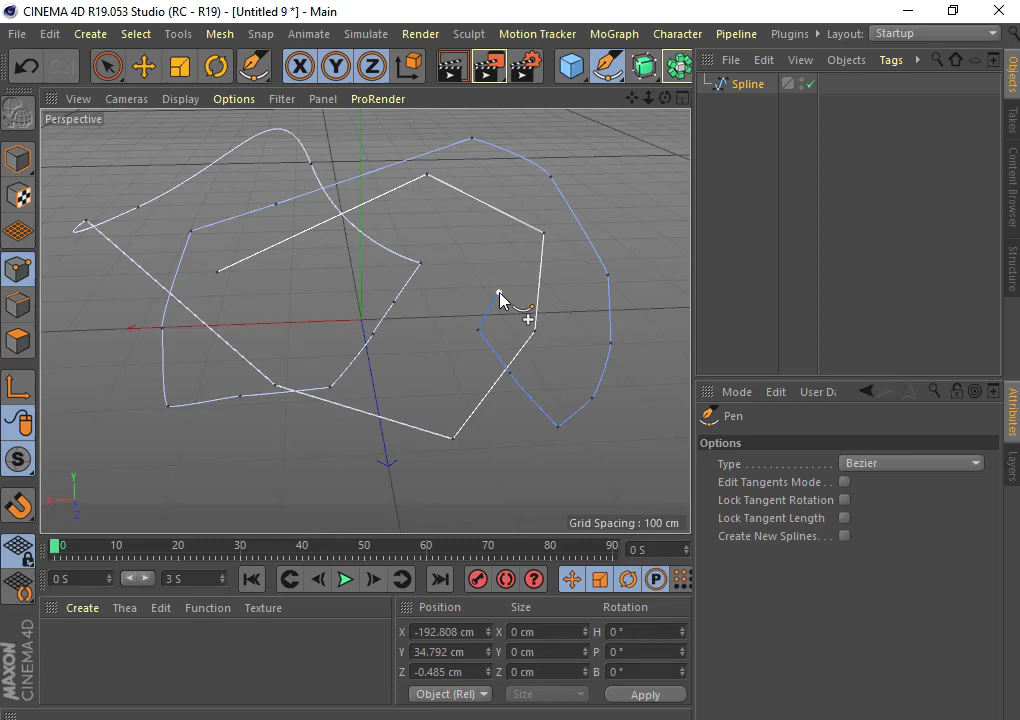 CINEMA 4D R19.053 Studio (RC - R19) - [Untitled 9 *] - Main
File Edit Create Select Tools Mesh Snap Animate Simulate Render Sculpt Motion Tracker MoGraph Character Pipeline Plugins Layout: Startup
X Y Z
File Edit View Objects Tags
View Cameras Display Options Filter Panel ProRender
Spline
Perspective
Objects
Takes
Content Browser
Structure
Y
X
Z
Grid Spacing : 100 cm
Mode Edit User Da
Pen
Options
Type Bezier
Edit Tangents Mode
Lock Tangent Rotation
Lock Tangent Length
Create New Splines
Attributes
Layers
S
0 10 20 30 40 50 60 70 80 90 0 S
0 S 3 S
P
Create Thea Edit Function Texture
Position Size Rotation
X -192.808 cm X 0 cm H 0 °
Y 34.792 cm Y 0 cm P 0 °
Z -0.485 cm Z 0 cm B 0 °
Object (Rel) Size Apply
MAXON
CINEMA 4D